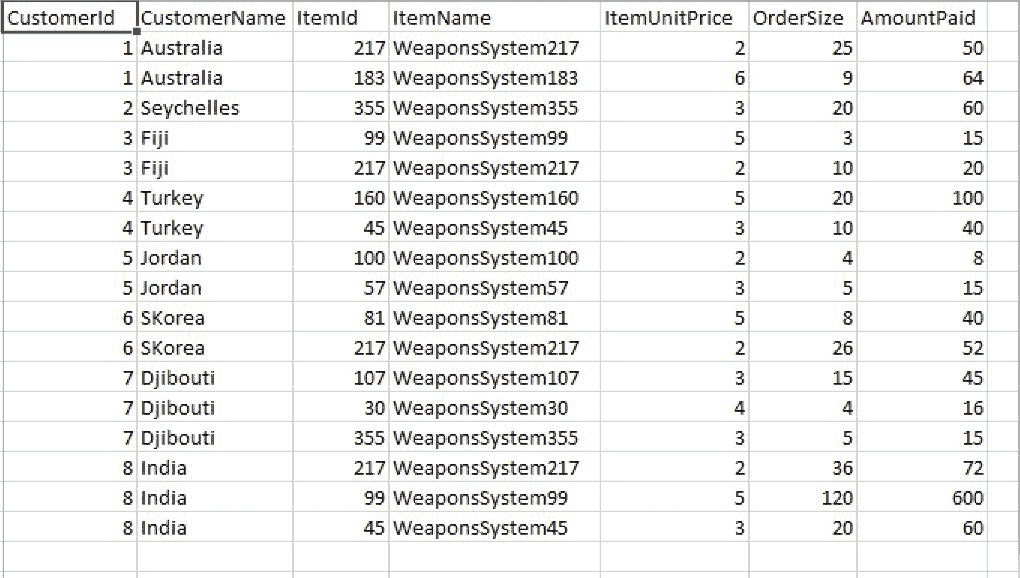 CustomerId CustomerName ItemId ItemName ItemUnitPrice OrderSize AmountPaid
1 Australia 217 WeaponsSystem217 2 25 50
1 Australia 183 WeaponsSystem183 6 9 64
2 Seychelles 355 WeaponsSystem355 3 20 60
3 Fiji 99 WeaponsSystem99 5 3 15
3 Fiji 217 WeaponsSystem217 2 10 20
4 Turkey 160 WeaponsSystem160 5 20 100
4 Turkey 45 WeaponsSystem45 3 10 40
5 Jordan 100 WeaponsSystem100 2 4 8
5 Jordan 57 WeaponsSystem57 3 5 15
6 SKorea 81 WeaponsSystem81 5 8 40
6 SKorea 217 WeaponsSystem217 2 26 52
7 Djibouti 107 WeaponsSystem107 3 15 45
7 Djibouti 30 WeaponsSystem30 4 4 16
7 Djibouti 355 WeaponsSystem355 3 5 15
8 India 217 WeaponsSystem217 2 36 72
8 India 99 WeaponsSystem99 5 120 600
8 India 45 WeaponsSystem45 3 20 60